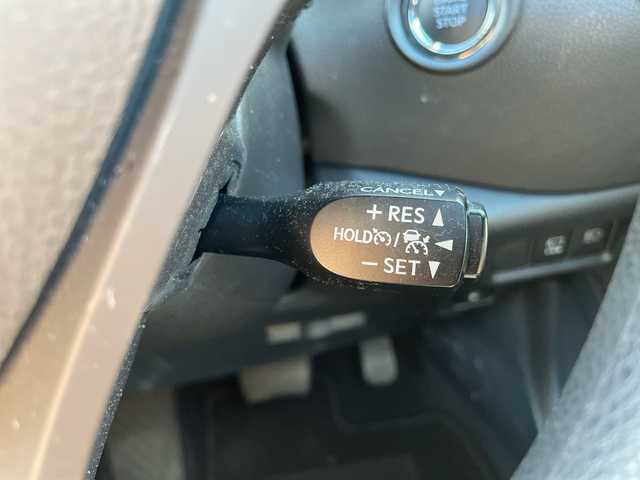 START
STOP
CANCEL▼
+ RES ▲
HOLD / ◀
− SET ▼